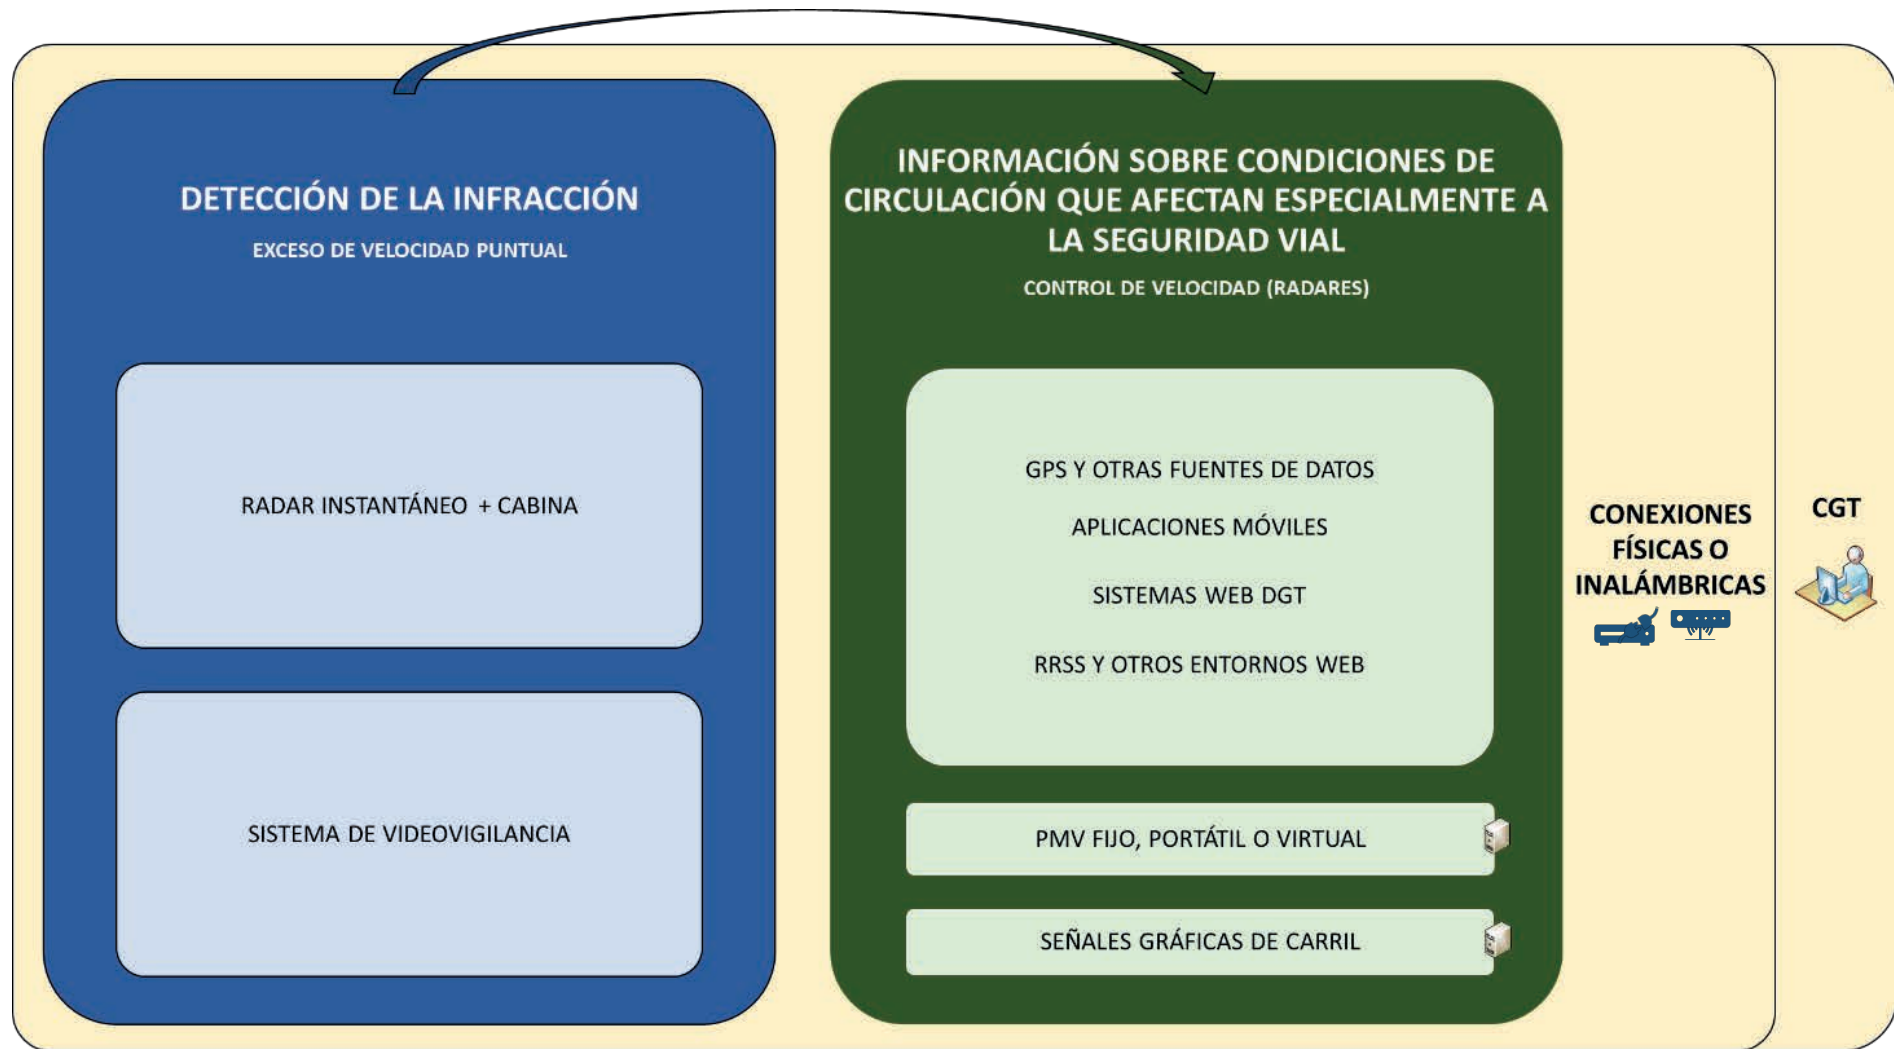 DETECCIÓN DE LA INFRACCIÓN
EXCESO DE VELOCIDAD PUNTUAL
RADAR INSTANTÁNEO + CABINA
SISTEMA DE VIDEOVIGILANCIA
INFORMACIÓN SOBRE CONDICIONES DE
CIRCULACIÓN QUE AFECTAN ESPECIALMENTE A
LA SEGURIDAD VIAL
CONTROL DE VELOCIDAD (RADARES)
GPS Y OTRAS FUENTES DE DATOS
APLICACIONES MÓVILES
SISTEMAS WEB DGT
RRSS Y OTROS ENTORNOS WEB
PMV FIJO, PORTÁTIL O VIRTUAL
SEÑALES GRÁFICAS DE CARRIL
CONEXIONES
FÍSICAS O
INALÁMBRICAS
CGT